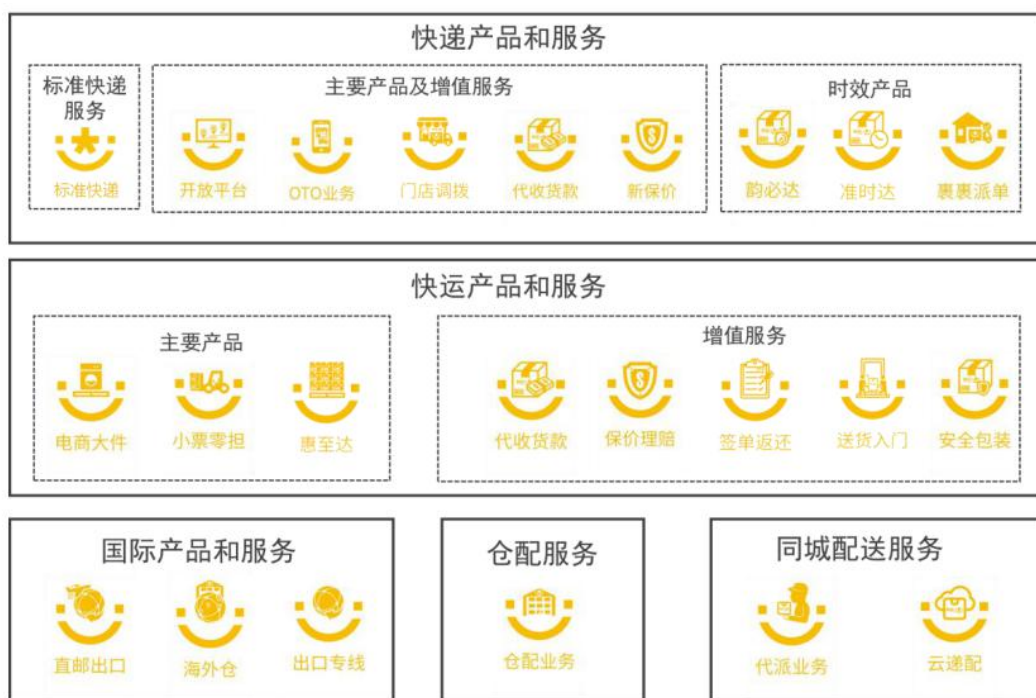 快递产品和服务
标准快递
服务
标准快递
主要产品及增值服务
开放平台
OTO业务
门店调拨
代收货款
新保价
时效产品
韵必达
准时达
裹裹派单
快运产品和服务
主要产品
电商大件
小票零担
惠至达
增值服务
代收货款
保价理赔
签单返还
送货入门
安全包装
国际产品和服务
直邮出口
海外仓
出口专线
仓配服务
仓配业务
同城配送服务
代派业务
云递配